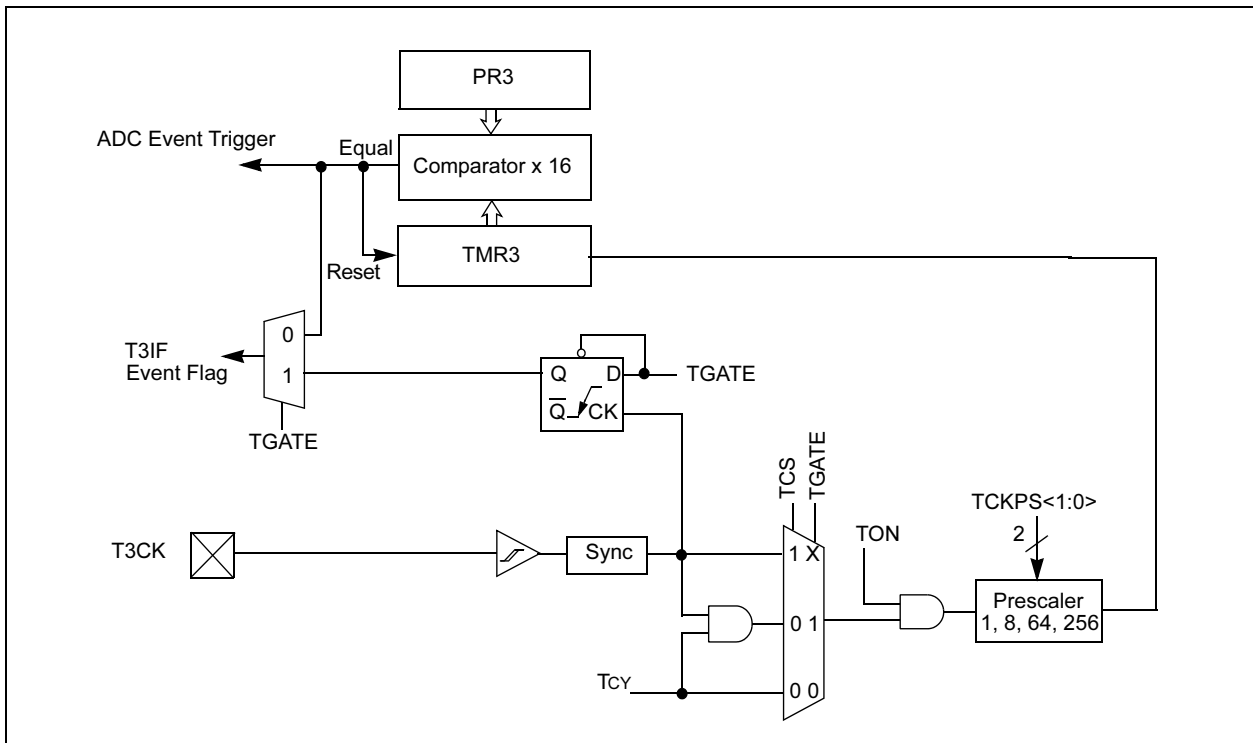 PR3
ADC Event Trigger
Equal
Comparator x 16
TMR3
Reset
0
T3IF
Event Flag
1
Q
D
TGATE
Q̅
CK
TGATE
TCS
TGATE
TCKPS<1:0>
2
TON
T3CK
Sync
1 X
Prescaler
1, 8, 64, 256
0 1
TCY
0 0